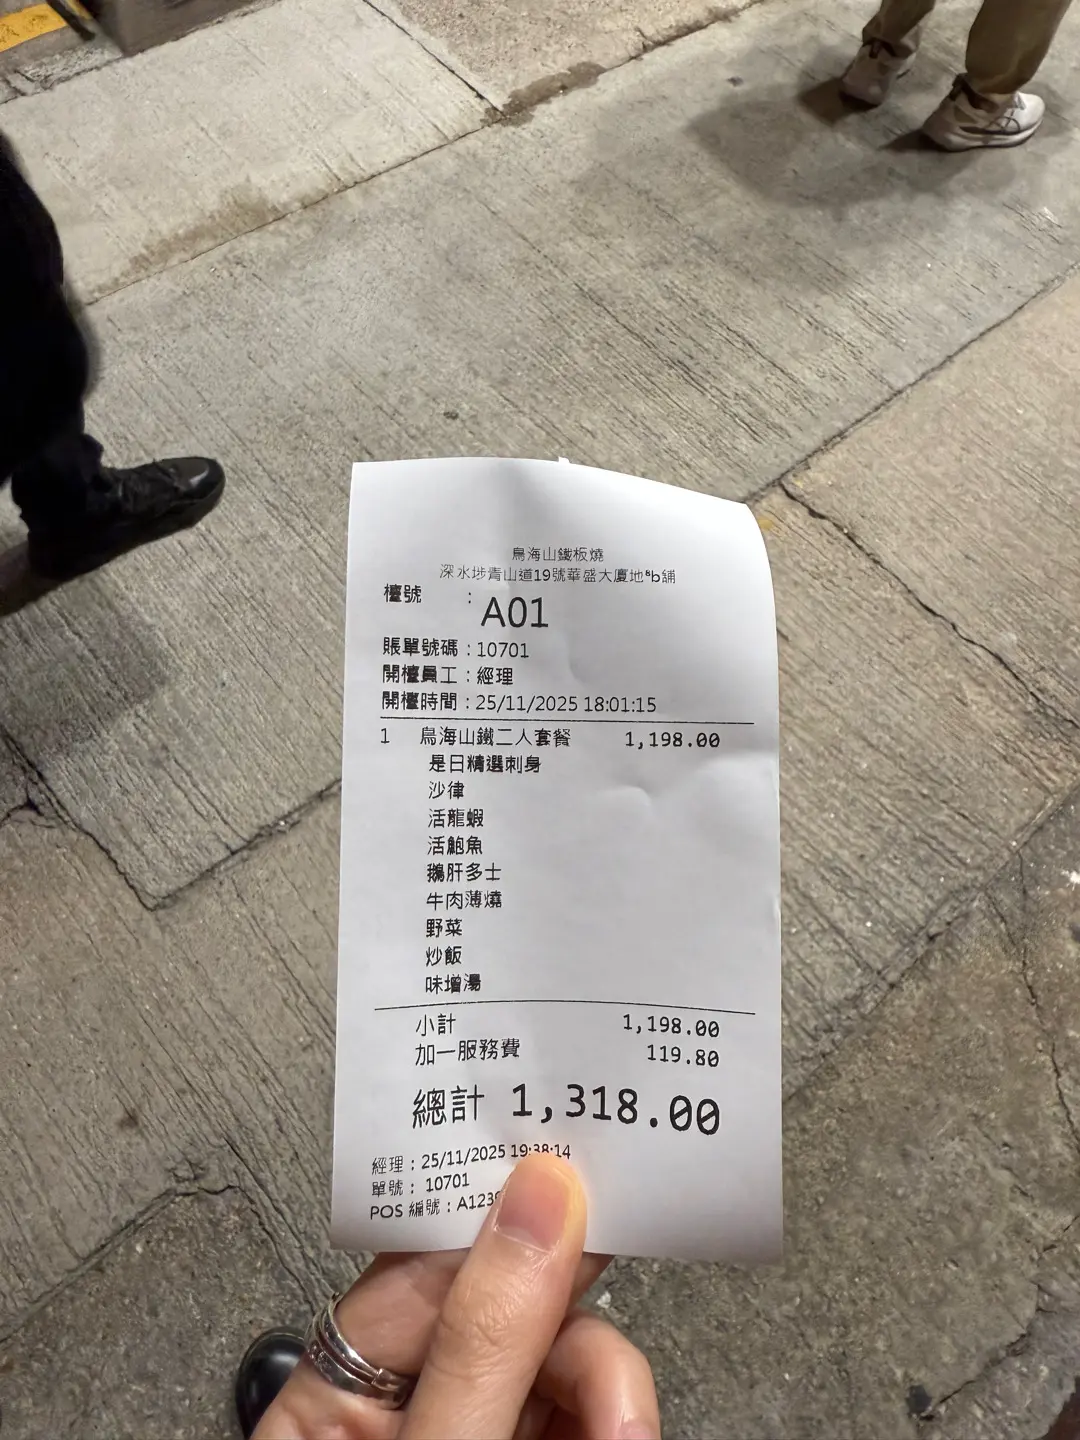 鳥海山鐵板燒
深水埗青山道19號華盛大廈地*b舖
檯號 : A01
賬單號碼 : 10701
開檯員工 : 經理
開檯時間 : 25/11/2025 18:01:15
1 鳥海山鐵二人套餐 1,198.00
是日精選刺身
沙律
活龍蝦
活鮑魚
鵝肝多士
牛肉薄燒
野菜
炒飯
味增湯
小計 1,198.00
加一服務費 119.80
總計 1,318.00
經理 : 25/11/2025 19:38:14
單號 : 10701
POS 編號 : A123